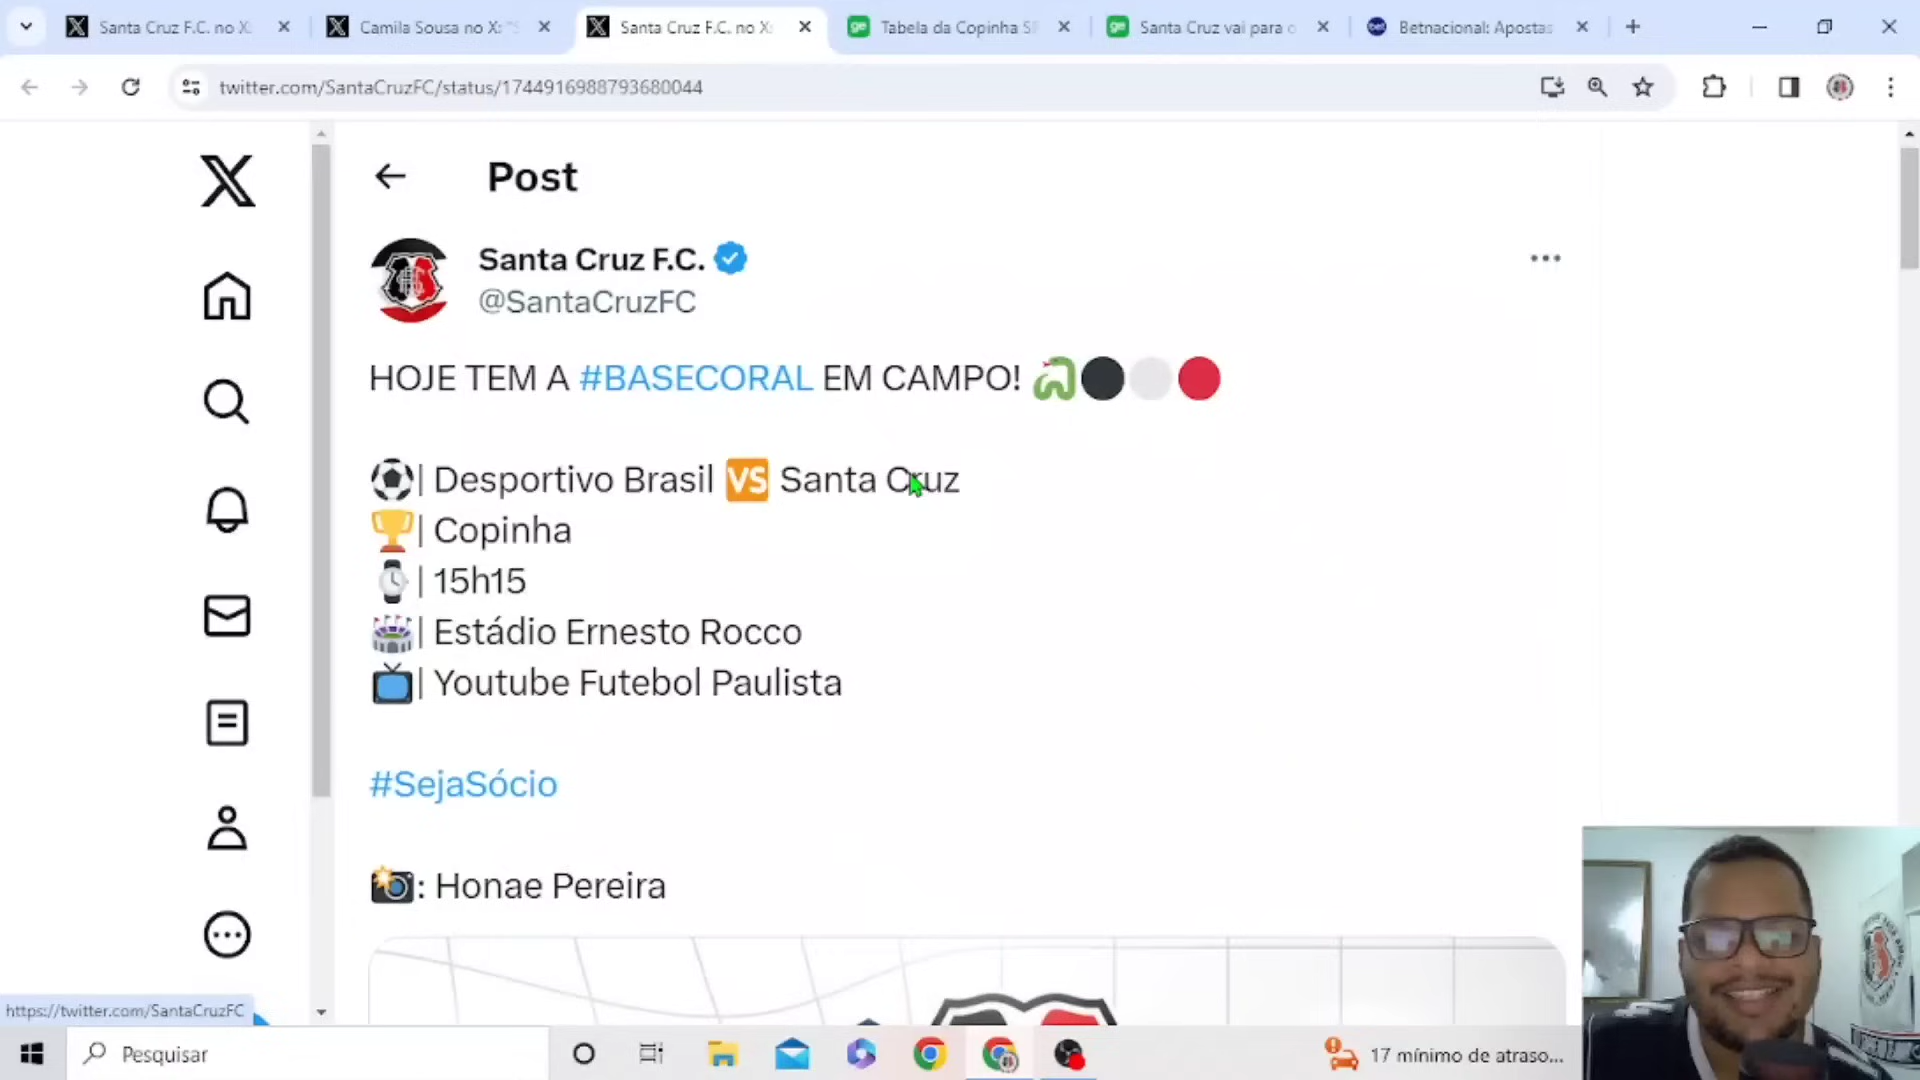 Santa Cruz F.C. no X:
Camila Sousa no X: "S
Santa Cruz F.C. no X:
Tabela da Copinha SP
Santa Cruz vai para o
Betnacional: Apostas
twitter.com/SantaCruzFC/status/1744916988793680044
Post
Santa Cruz F.C.
@SantaCruzFC
HOJE TEM A #BASECORAL EM CAMPO! 🐍⚫⚪🔴
⚽| Desportivo Brasil 🆚 Santa Cruz
🏆| Copinha
⌚| 15h15
🏟| Estádio Ernesto Rocco
📺| Youtube Futebol Paulista
#SejaSócio
📸: Honae Pereira
https://twitter.com/SantaCruzFC
Pesquisar
17 mínimo de atraso...